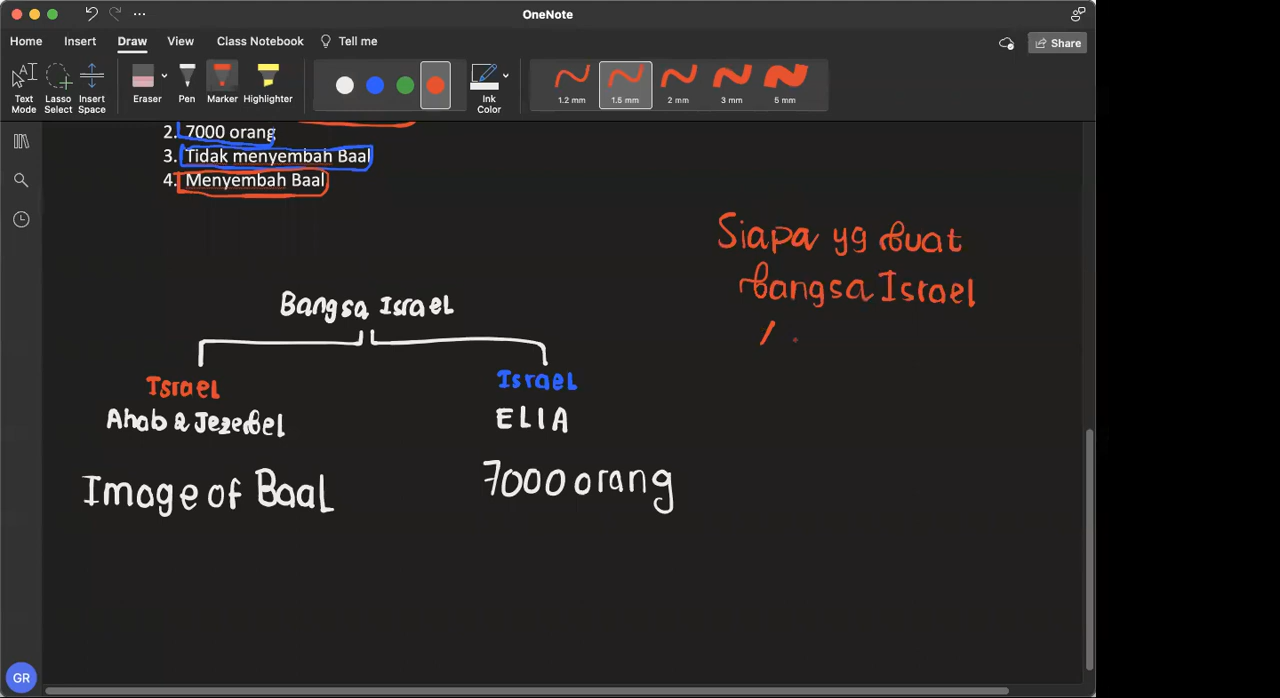 OneNote
Home Insert Draw View Class Notebook Tell me
Share
Text Mode
Lasso Select
Insert Space
Eraser
Pen
Marker
Highlighter
Ink Color
1.2 mm
1.5 mm
2 mm
3 mm
5 mm
2. 7000 orang
3. Tidak menyembah Baal
4. Menyembah Baal
Siapa yg buat
bangsa Israel
Bangsa Israel
Israel
Ahab & Jezebel
Image of Baal
Israel
ELIA
7000 orang
GR